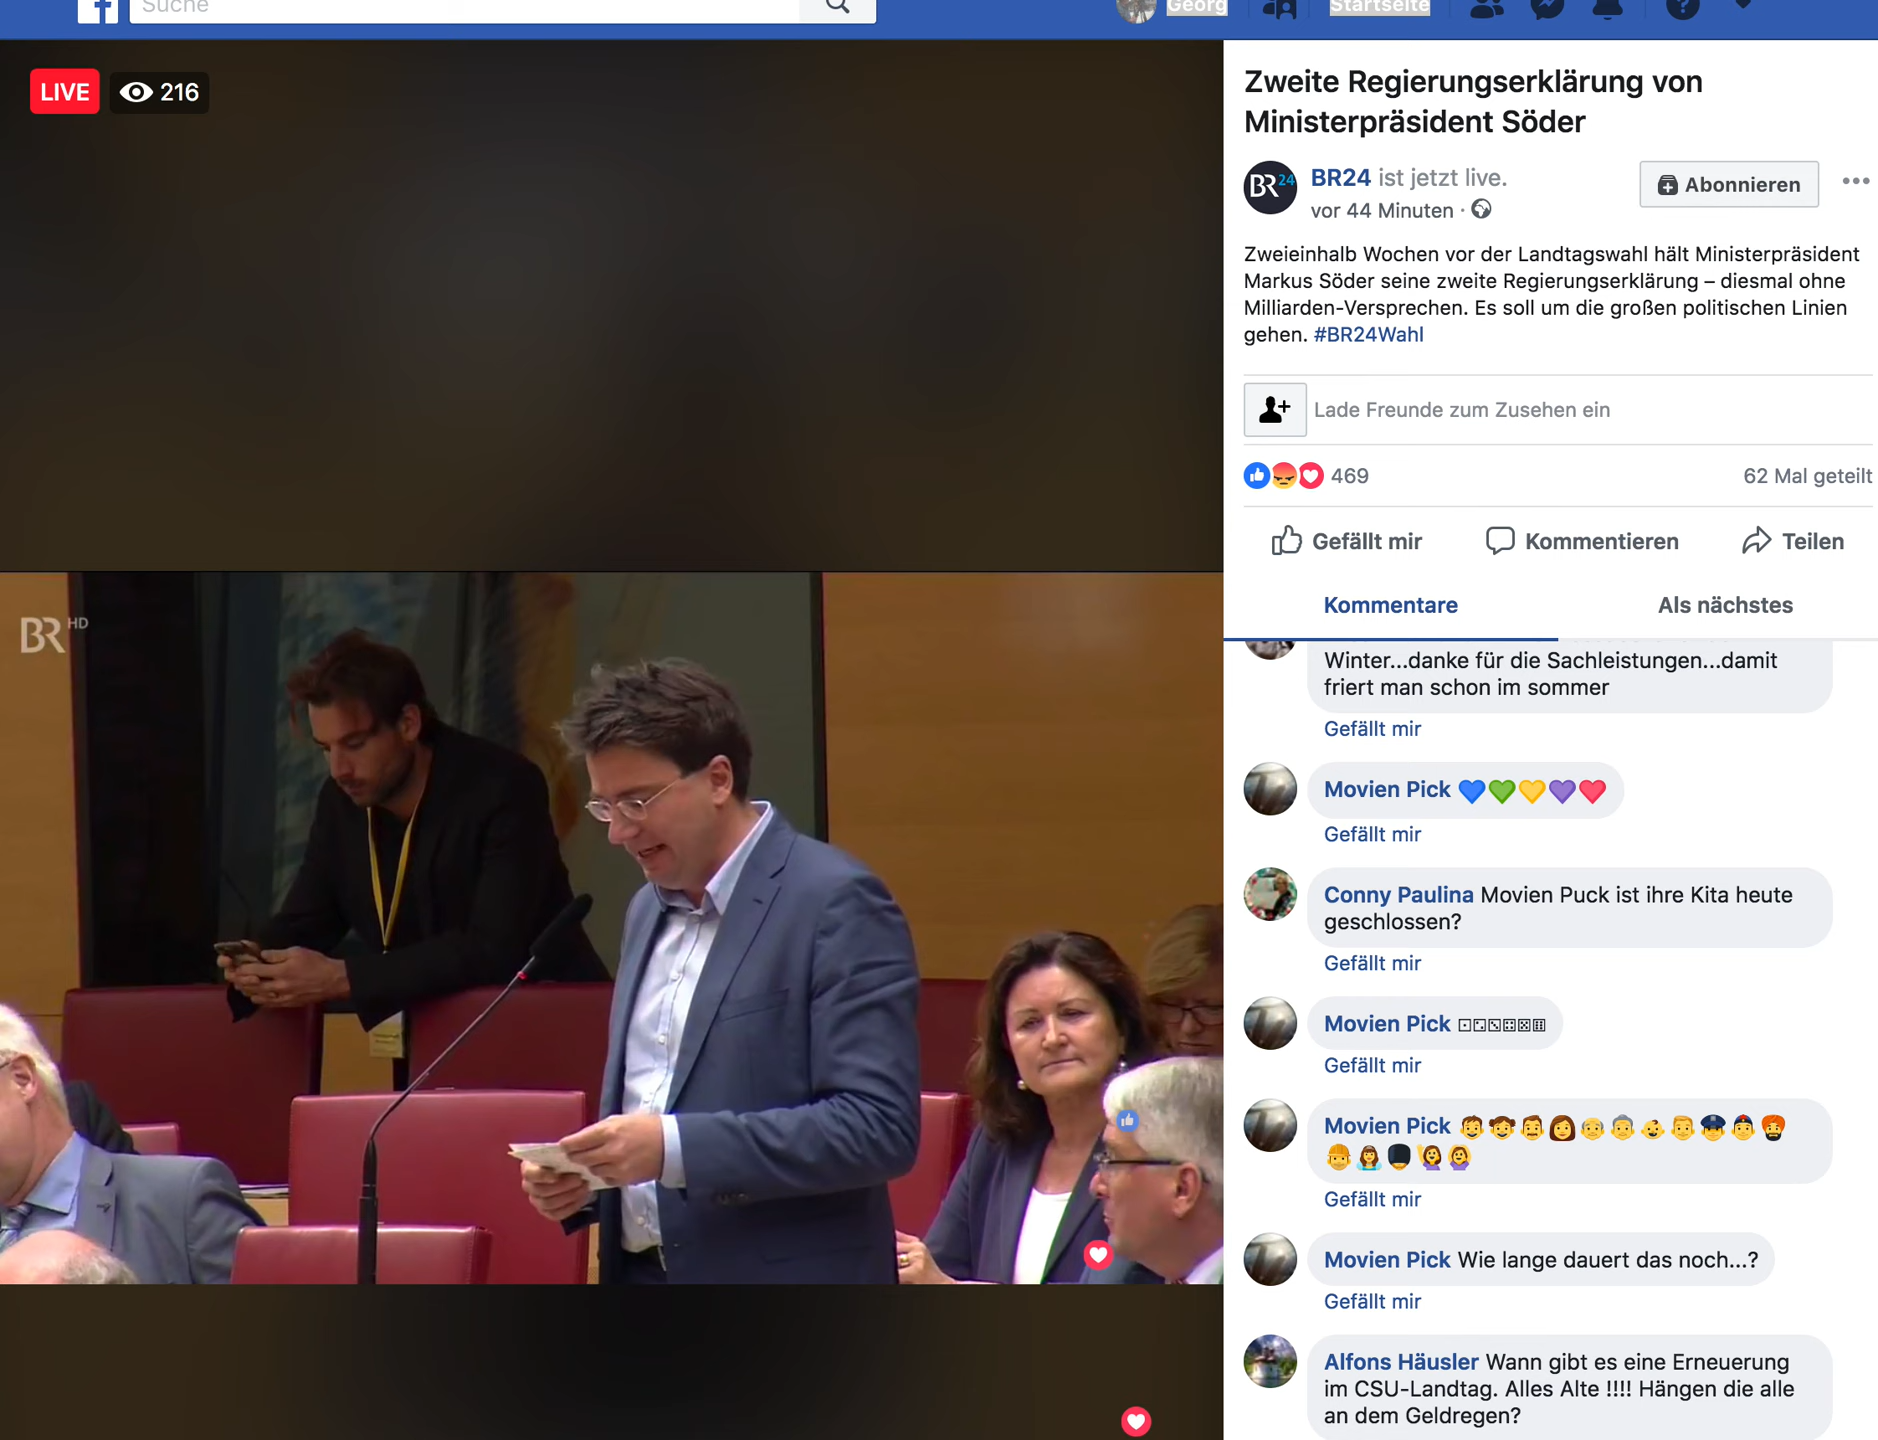 Suche
Georg
Startseite
LIVE
216
BR HD
Zweite Regierungserklärung von
Ministerpräsident Söder
BR24
BR24 ist jetzt live.
vor 44 Minuten ·
Abonnieren
Zweieinhalb Wochen vor der Landtagswahl hält Ministerpräsident
Markus Söder seine zweite Regierungserklärung – diesmal ohne
Milliarden-Versprechen. Es soll um die großen politischen Linien
gehen. #BR24Wahl
Lade Freunde zum Zusehen ein
469
62 Mal geteilt
Gefällt mir
Kommentieren
Teilen
Kommentare
Als nächstes
Winter...danke für die Sachleistungen...damit
friert man schon im sommer
Gefällt mir
Movien Pick 💙💚💛💜❤️
Gefällt mir
Conny Paulina Movien Puck ist ihre Kita heute
geschlossen?
Gefällt mir
Movien Pick ⚀⚁⚂⚃⚄⚅
Gefällt mir
Movien Pick
Gefällt mir
Movien Pick Wie lange dauert das noch...?
Gefällt mir
Alfons Häusler Wann gibt es eine Erneuerung
im CSU-Landtag. Alles Alte !!!! Hängen die alle
an dem Geldregen?